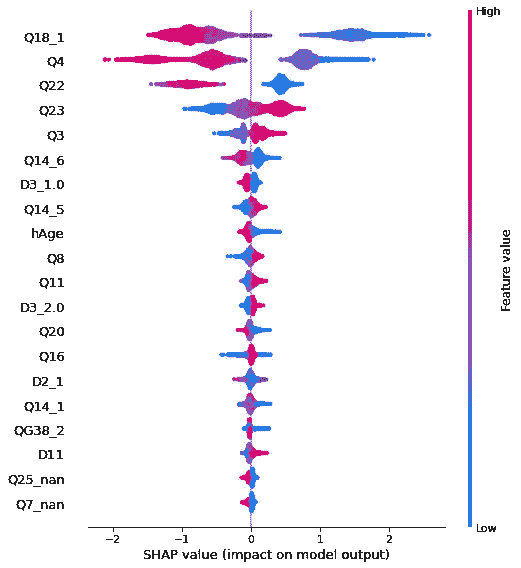 High
Q18_1
Q4
Q22
Q23
Q3
Q14_6
D3_1.0
Q14_5
hAge
Q8
Q11
D3_2.0
Q20
Q16
D2_1
Q14_1
QG38_2
D11
Q25_nan
Q7_nan
Feature value
Low
−2 −1 0 1 2
SHAP value (impact on model output)